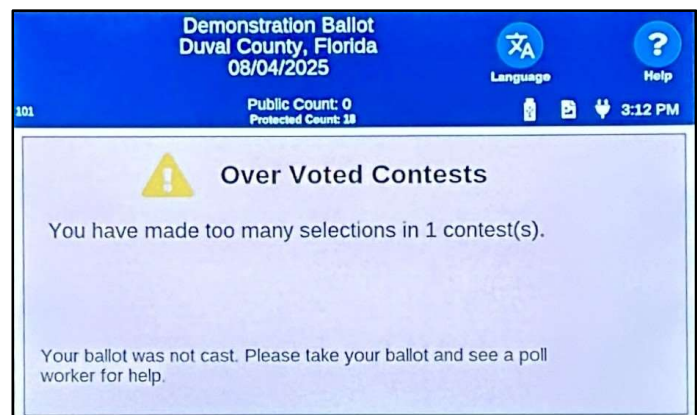 Demonstration Ballot
Duval County, Florida
08/04/2025
Language
Help
101
Public Count: 0
Protected Count: 18
3:12 PM
Over Voted Contests
You have made too many selections in 1 contest(s).
Your ballot was not cast. Please take your ballot and see a poll
worker for help.